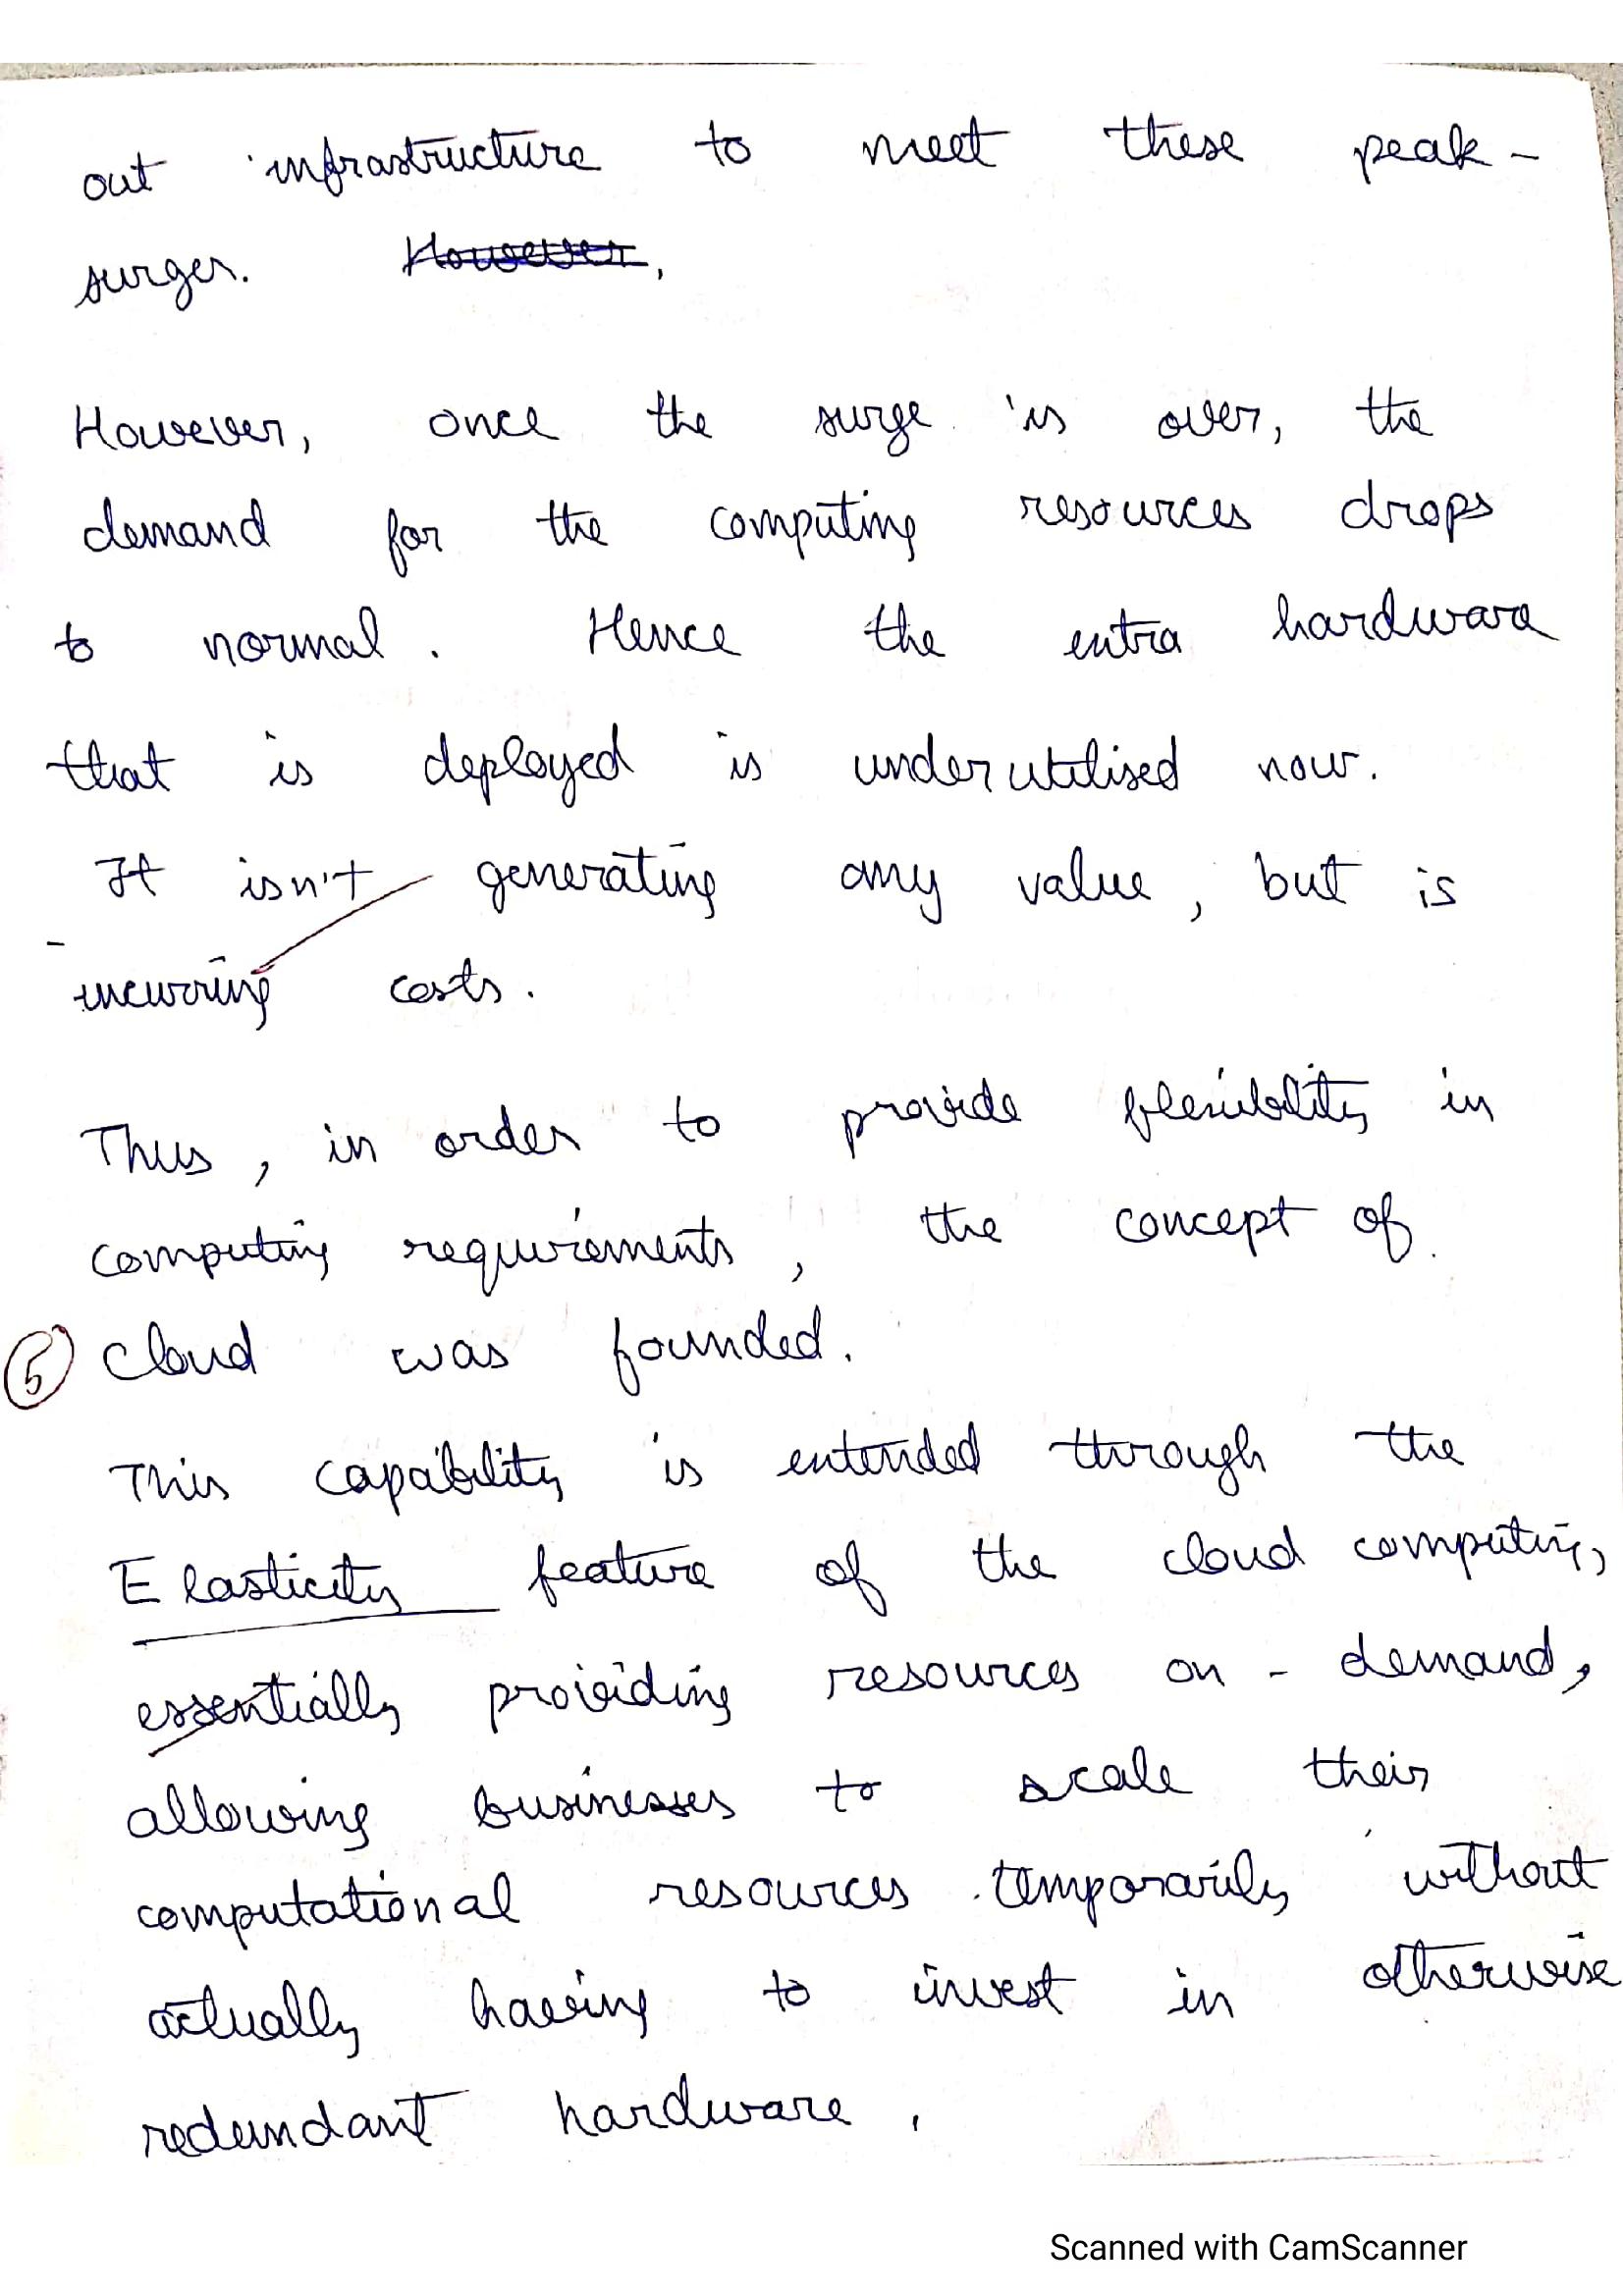 out infrastructure to meet these peak -
surges. However,
However, once the surge is over, the
demand for the computing resources drops
to normal. Hence the extra hardware
that is deployed is underutilised now.
It isn't generating any value, but is
incurring costs.
Thus, in order to provide flexibility in
computing requirements, the concept of
5 cloud was founded.
This capability is extended through the
Elasticity feature of the cloud computing,
essentially providing resources on - demand,
allowing businesses to scale their
computational resources temporarily without
actually having to invest in otherwise
redundant hardware.
Scanned with CamScanner